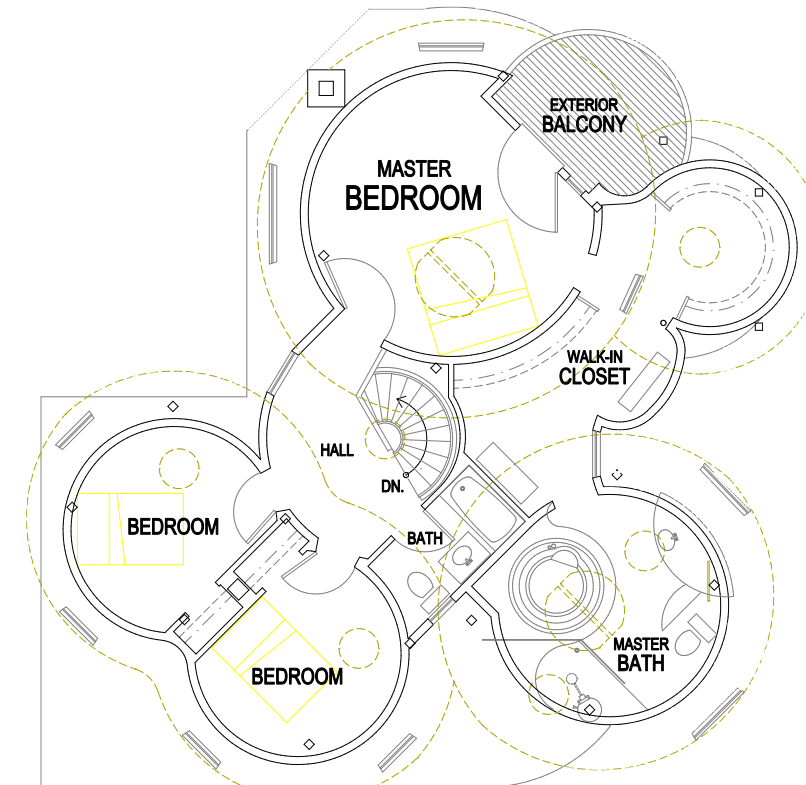 EXTERIOR
BALCONY
MASTER
BEDROOM
WALK-IN
CLOSET
HALL
DN.
BEDROOM
BATH
MASTER
BATH
BEDROOM